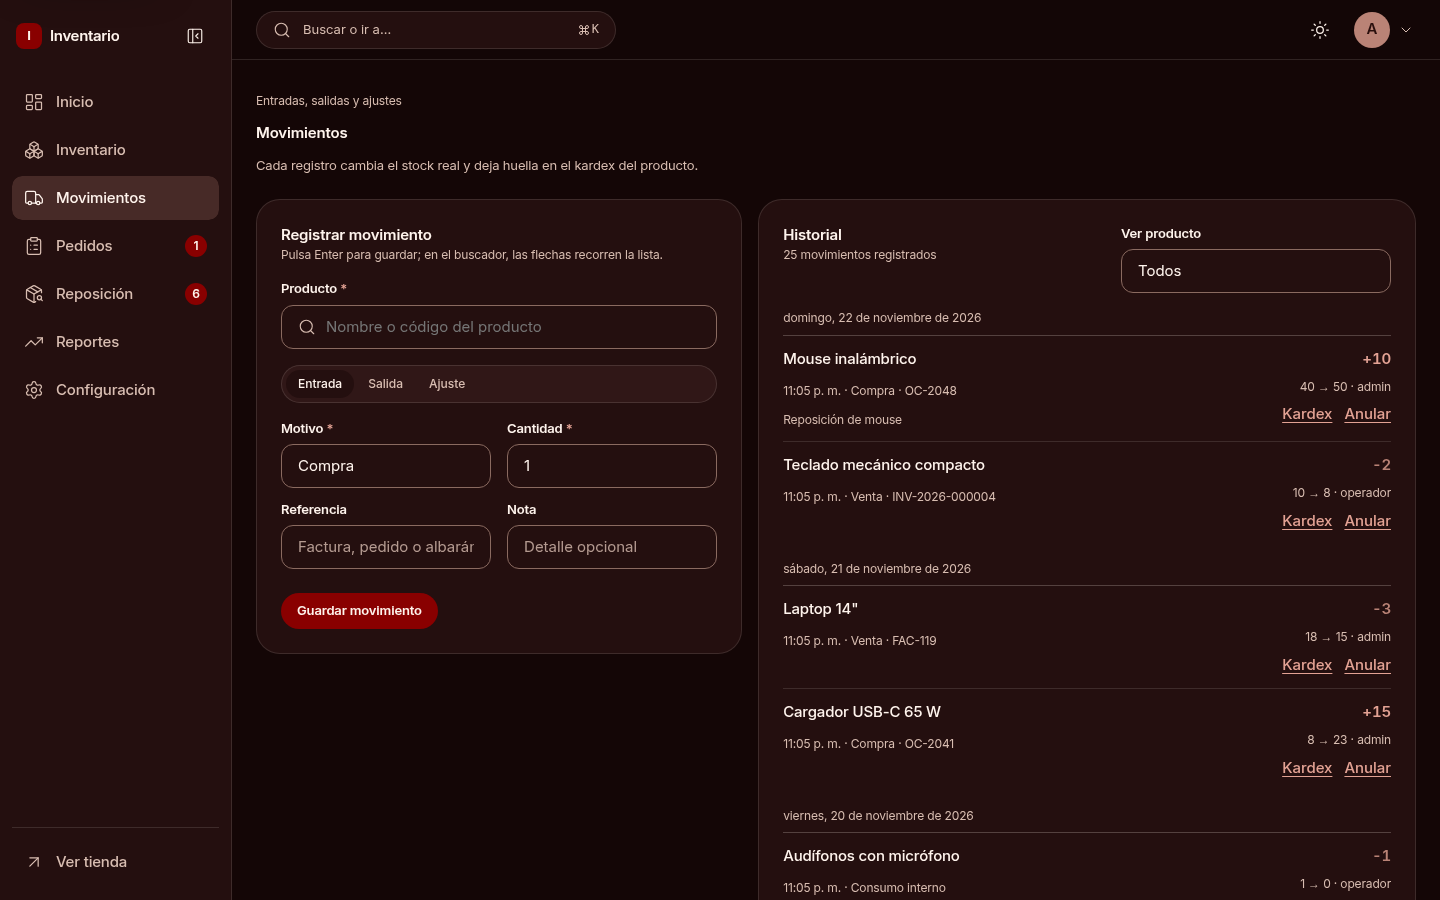 I Inventario
Buscar o ir a... ⌘K
A
Inicio
Inventario
Movimientos
Pedidos 1
Reposición 6
Reportes
Configuración
Ver tienda
Entradas, salidas y ajustes
Movimientos
Cada registro cambia el stock real y deja huella en el kardex del producto.
Registrar movimiento
Pulsa Enter para guardar; en el buscador, las flechas recorren la lista.
Producto *
Nombre o código del producto
Entrada Salida Ajuste
Motivo * Cantidad *
Compra 1
Referencia Nota
Factura, pedido o albarán Detalle opcional
Guardar movimiento
Historial
25 movimientos registrados
Ver producto
Todos
domingo, 22 de noviembre de 2026
Mouse inalámbrico +10
11:05 p. m. · Compra · OC-2048 40 → 50 · admin
Reposición de mouse Kardex Anular
Teclado mecánico compacto -2
11:05 p. m. · Venta · INV-2026-000004 10 → 8 · operador
Kardex Anular
sábado, 21 de noviembre de 2026
Laptop 14" -3
11:05 p. m. · Venta · FAC-119 18 → 15 · admin
Kardex Anular
Cargador USB-C 65 W +15
11:05 p. m. · Compra · OC-2041 8 → 23 · admin
Kardex Anular
viernes, 20 de noviembre de 2026
Audífonos con micrófono -1
11:05 p. m. · Consumo interno 1 → 0 · operador